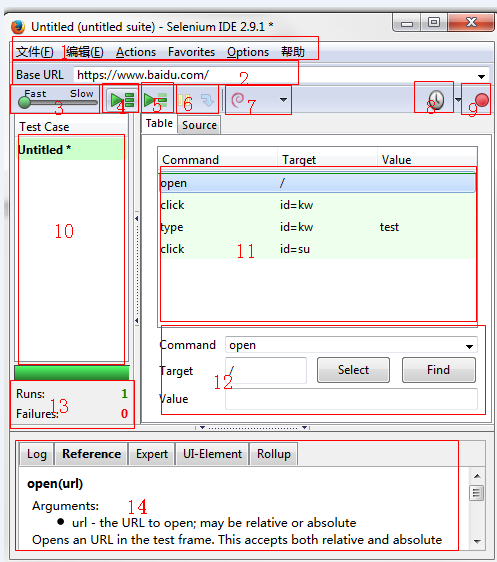 Untitled (untitled suite) - Selenium IDE 2.9.1 *
文件(F) 1 编辑(E) Actions Favorites Options 帮助
Base URL https://www.baidu.com/ 2
Fast Slow
3 4 5 6 7 8 9
Test Case
Table Source
Untitled *
Command Target Value
open /
click id=kw
type id=kw test
click id=su
10
11
Command open
Target /
Select Find
12
Value
Runs: 1
13
Failures: 0
Log Reference Expert UI-Element Rollup
open(url)
Arguments:
14
● url - the URL to open; may be relative or absolute
Opens an URL in the test frame. This accepts both relative and absolute